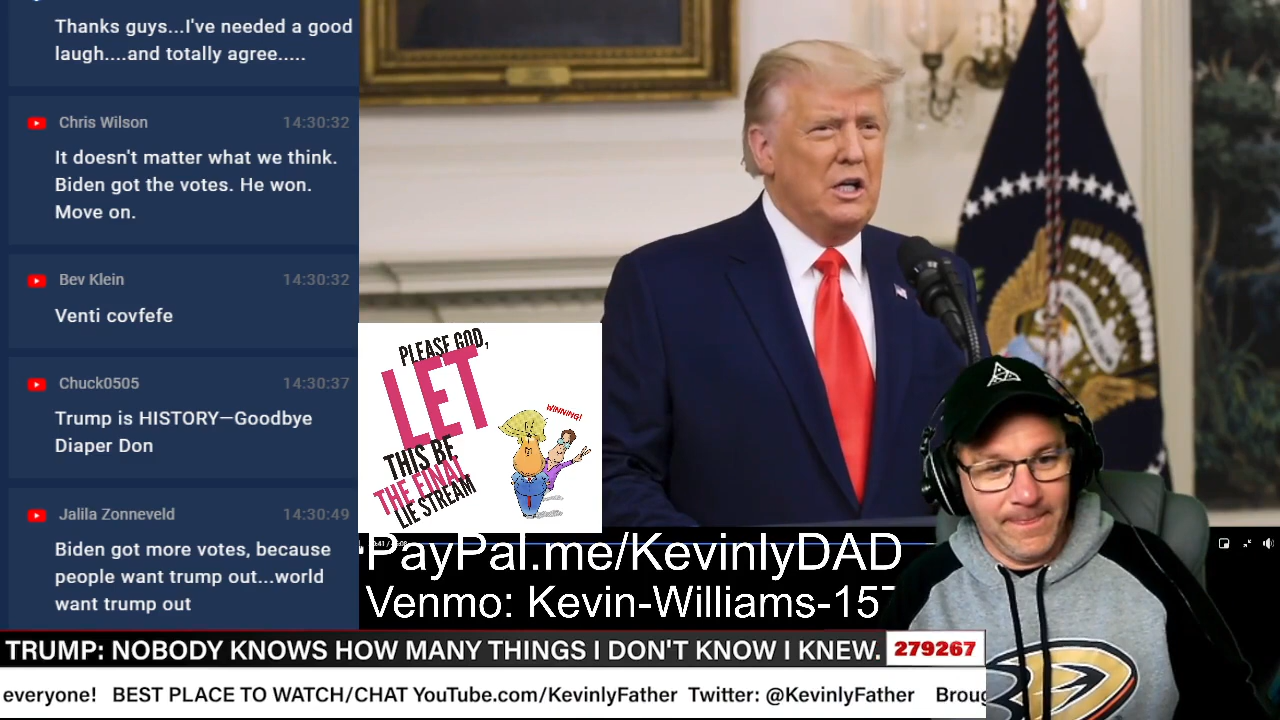 Thanks guys...I've needed a good
laugh....and totally agree.....
Chris Wilson 14:30:32
It doesn't matter what we think.
Biden got the votes. He won.
Move on.
Bev Klein 14:30:32
Venti covfefe
Chuck0505 14:30:37
Trump is HISTORY—Goodbye
Diaper Don
Jalila Zonneveld 14:30:49
Biden got more votes, because
people want trump out...world
want trump out
PLEASE GOD,
LET
THIS BE
THE FINAL
LIE STREAM
WINNING!
PayPal.me/KevinlyDAD
Venmo: Kevin-Williams-157
TRUMP: NOBODY KNOWS HOW MANY THINGS I DON'T KNOW I KNEW. 279267
everyone! BEST PLACE TO WATCH/CHAT YouTube.com/KevinlyFather Twitter: @KevinlyFather Broug